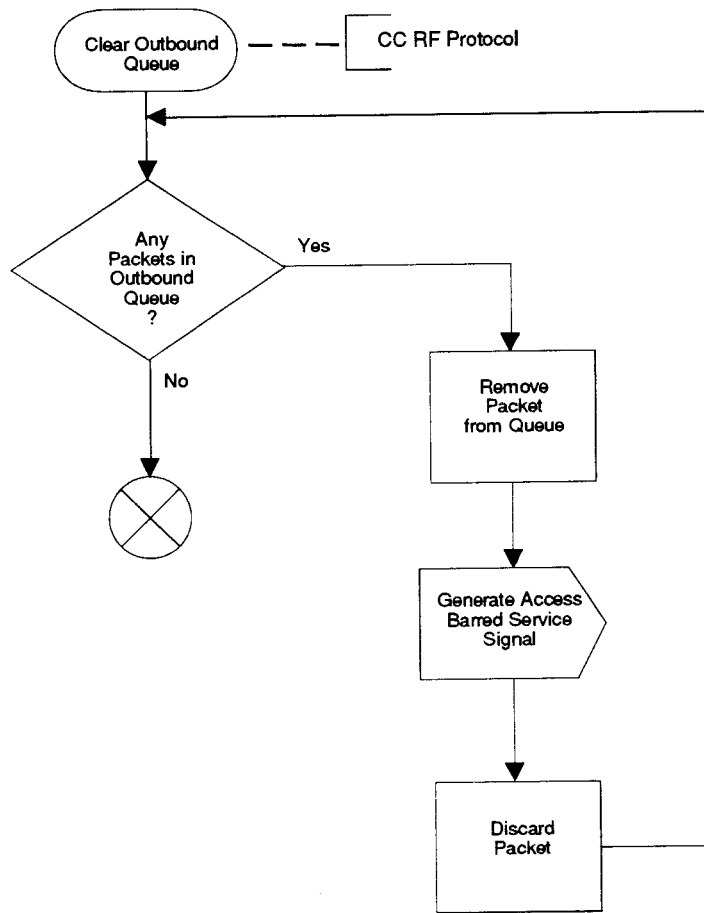 Clear Outbound
Queue
CC RF Protocol
Any
Packets in
Outbound
Queue
?
Yes
No
Remove
Packet
from Queue
Generate Access
Barred Service
Signal
Discard
Packet